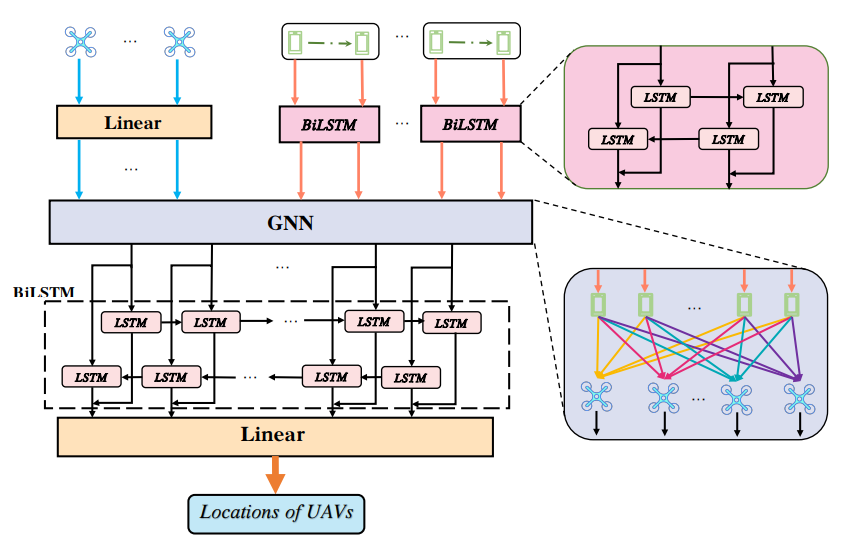 ...
...
Linear
BiLSTM
...
BiLSTM
LSTM
LSTM
LSTM
LSTM
...
GNN
...
BiLSTM
LSTM
LSTM
...
LSTM
LSTM
LSTM
LSTM
...
LSTM
LSTM
...
...
Linear
Locations of UAVs